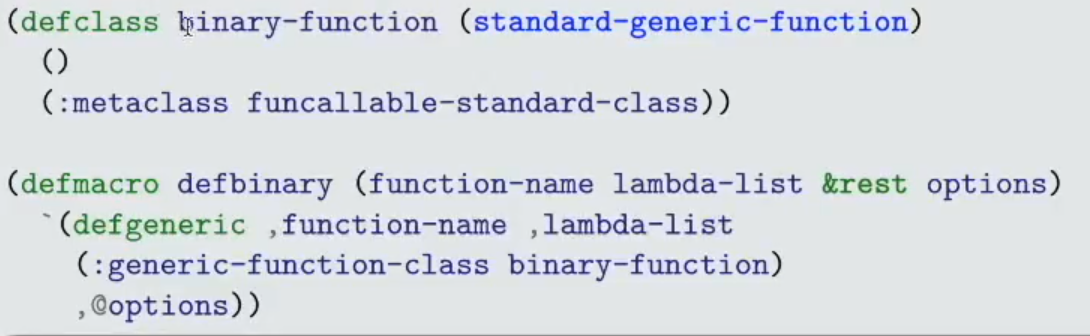 (defclass binary-function (standard-generic-function)
  ()
  (:metaclass funcallable-standard-class))

(defmacro defbinary (function-name lambda-list &rest options)
  `(defgeneric ,function-name ,lambda-list
    (:generic-function-class binary-function)
    ,@options))